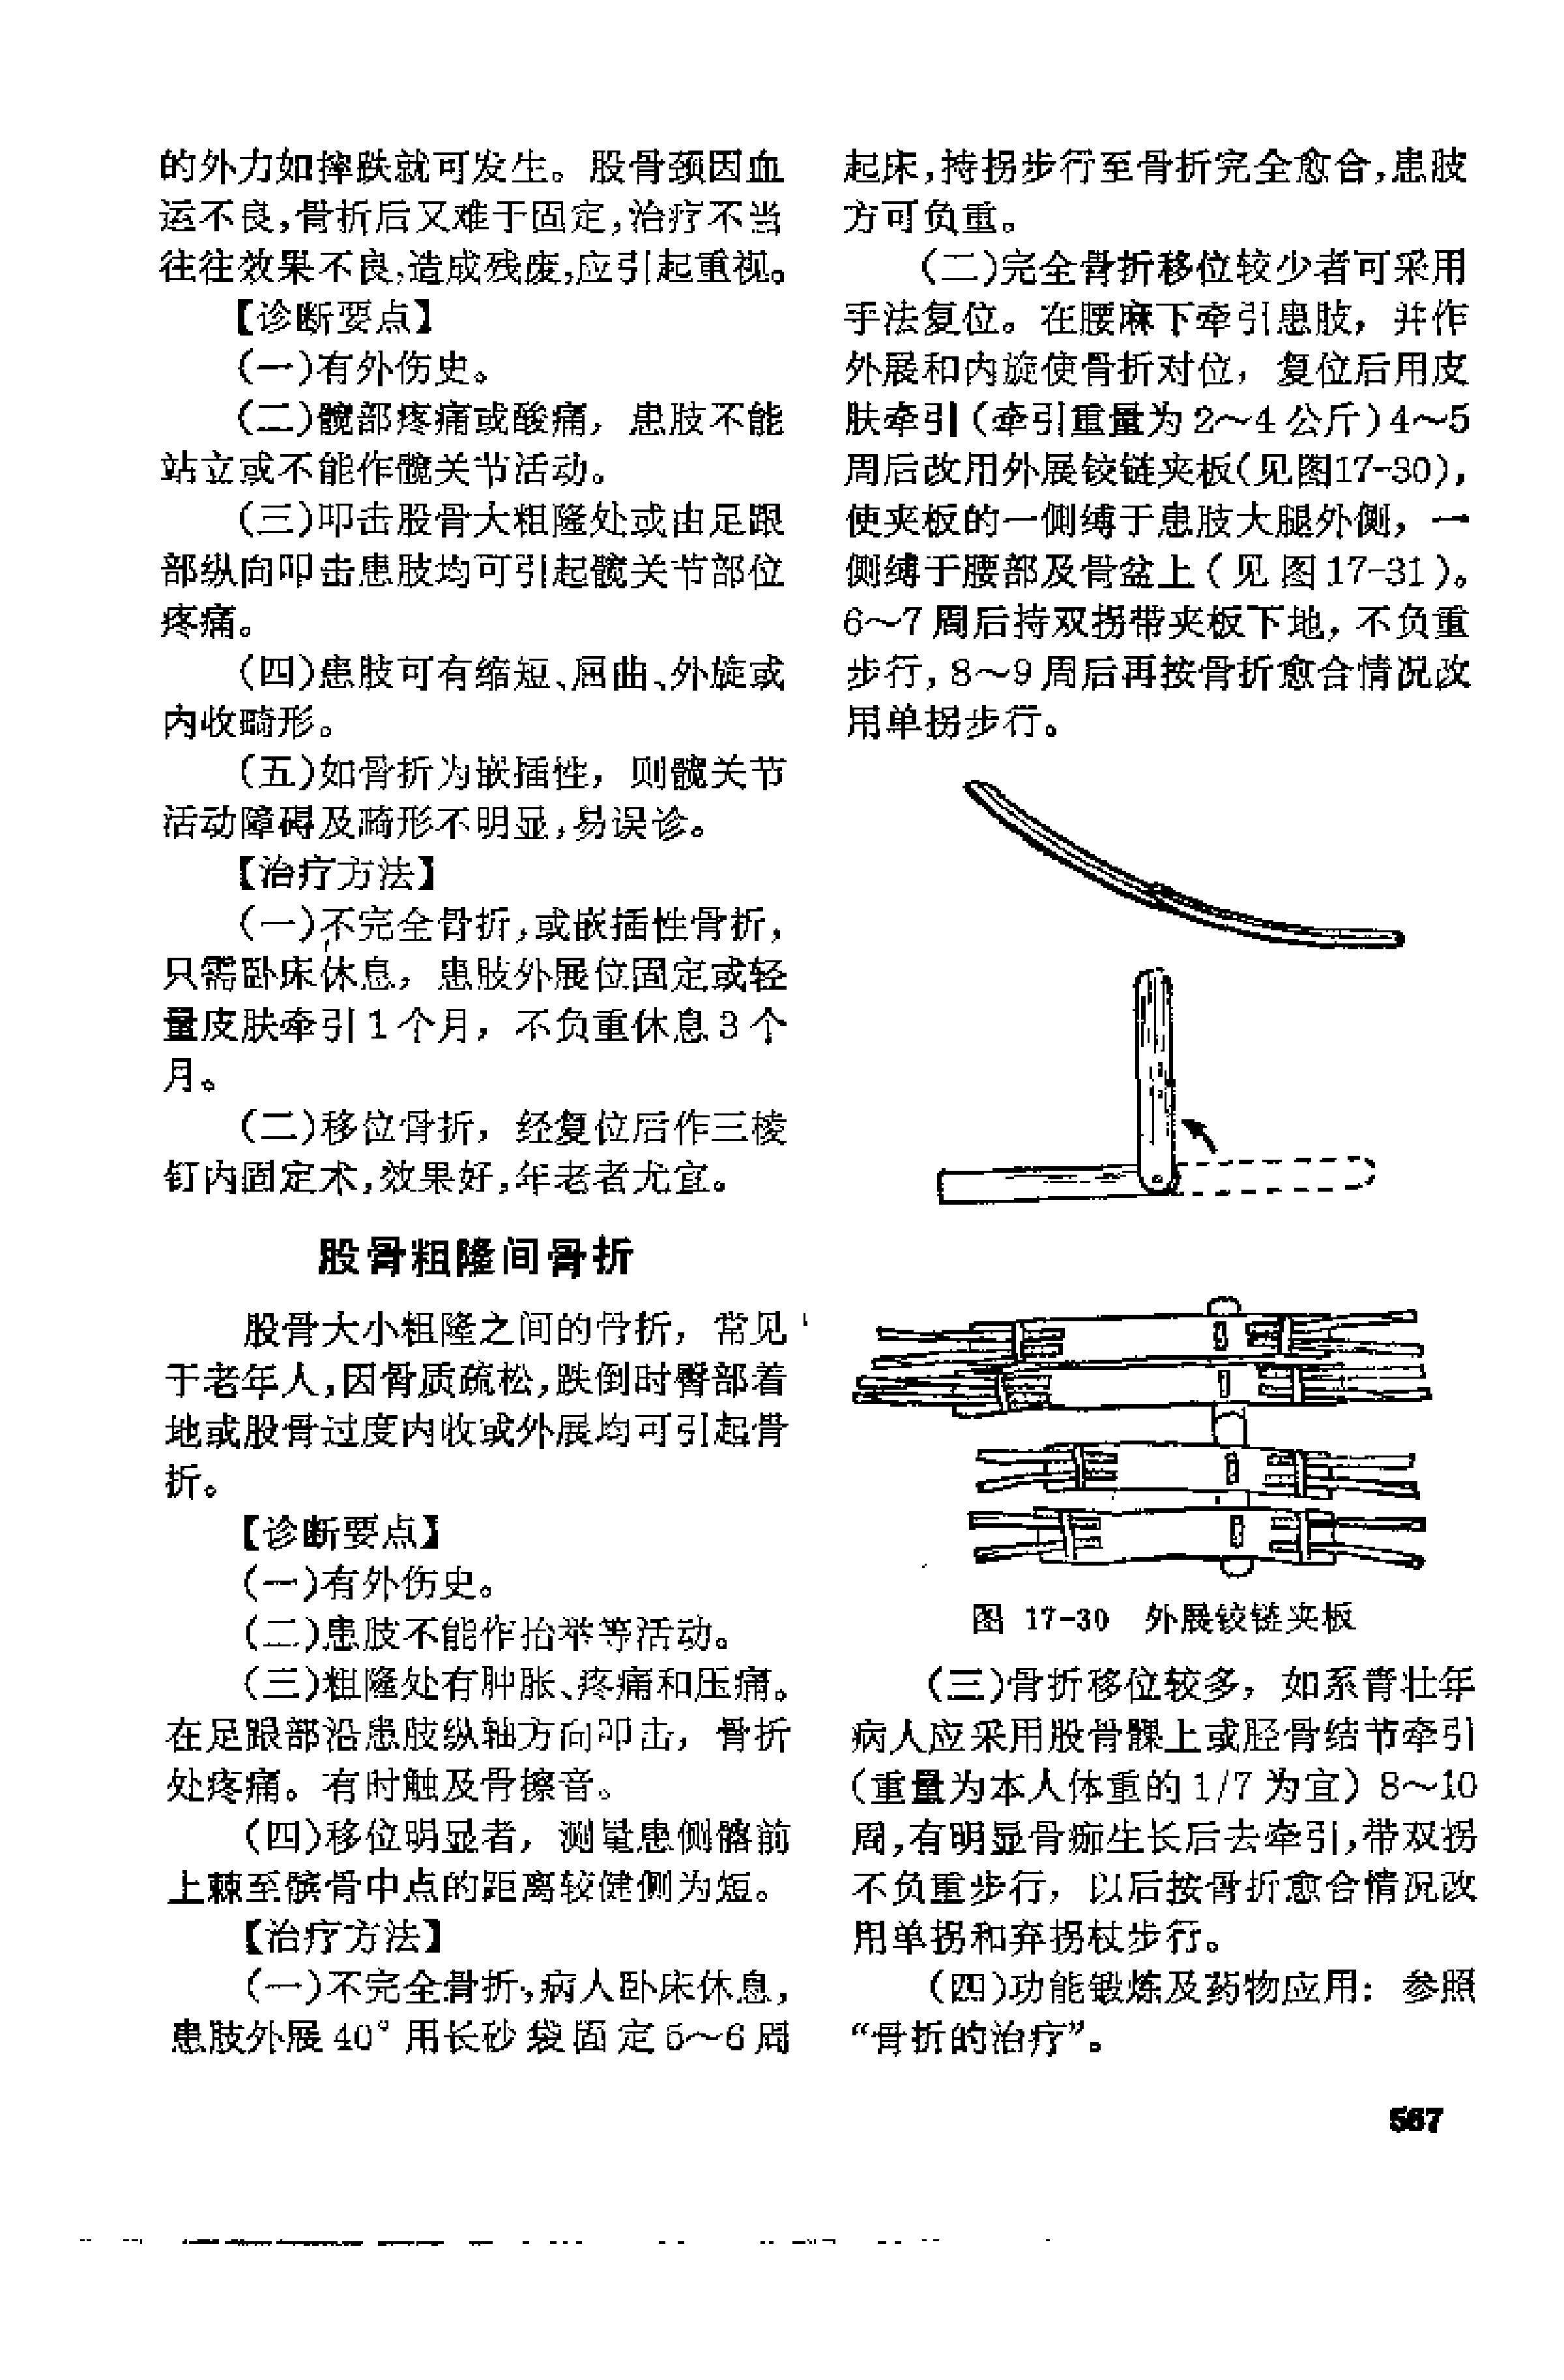 的外力如摔跌就可发生。股骨颈因血
运不良,骨折后又难于固定,治疗不当
往往效果不良,造成残废,应引起重视。
【诊断要点】
(一)有外伤史。
(二)髋部疼痛或酸痛，患肢不能
站立或不能作髋关节活动。
(三)叩击股骨大粗隆处或由足跟
部纵向叩击患肢均可引起髋关节部位
疼痛。
(四)患肢可有缩短、屈曲、外旋或
内收畸形。
(五)如骨折为嵌插性，则髋关节
活动障碍及畸形不明显,易误诊。
【治疗方法】
(一)不完全骨折,或嵌插性骨折，
只需卧床休息，患肢外展位固定或轻
量皮肤牵引1个月，不负重休息3个
月。
(二)移位骨折，经复位后作三棱
钉内固定术,效果好,年老者尤宜。
股骨粗隆间骨折
股骨大小粗隆之间的骨折，常见
于老年人,因骨质疏松,跌倒时臀部着
地或股骨过度内收或外展均可引起骨
折。
【诊断要点】
(一)有外伤史。
(二)患肢不能作抬举等活动。
(三)粗隆处有肿胀、疼痛和压痛。
在足跟部沿患肢纵轴方向叩击，骨折
处疼痛。有时触及骨擦音。
(四)移位明显者，测量患侧髂前
上棘至髌骨中点的距离较健侧为短。
【治疗方法】
(一)不完全骨折,病人卧床休息，
患肢外展40°用长砂袋固定5～6周
起床,持拐步行至骨折完全愈合,患肢
方可负重。
(二)完全骨折移位较少者可采用
手法复位。在腰麻下牵引患肢，并作
外展和内旋使骨折对位，复位后用皮
肤牵引(牵引重量为2～4公斤)4～5
周后改用外展铰链夹板(见图17-30)，
使夹板的一侧缚于患肢大腿外侧，一
侧缚于腰部及骨盆上(见图17-31)。
6～7周后持双拐带夹板下地，不负重
步行，8～9周后再按骨折愈合情况改
用单拐步行。
图 17-30 外展铰链夹板
(三)骨折移位较多，如系青壮年
病人应采用股骨髁上或胫骨结节牵引
(重量为本人体重的1/7为宜)8～10
周,有明显骨痂生长后去牵引,带双拐
不负重步行，以后按骨折愈合情况改
用单拐和弃拐杖步行。
(四)功能锻炼及药物应用：参照
“骨折的治疗”。
567